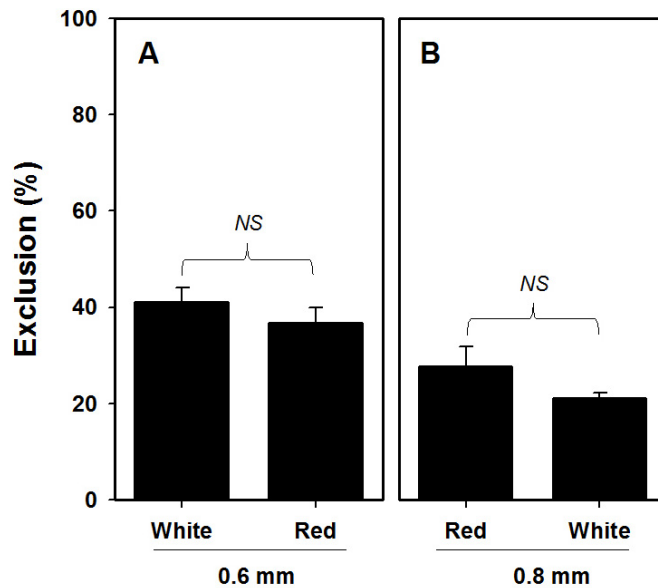 A
B
Exclusion (%)
100
80
60
40
20
0
NS
NS
White Red
Red White
0.6 mm
0.8 mm